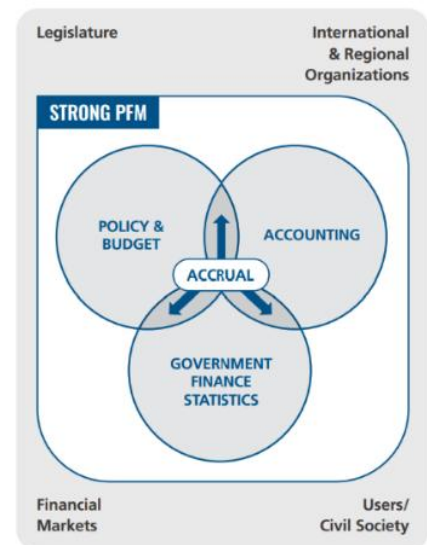 Legislature
International
& Regional
Organizations
STRONG PFM
POLICY &
BUDGET
ACCOUNTING
ACCRUAL
GOVERNMENT
FINANCE
STATISTICS
Financial
Markets
Users/
Civil Society